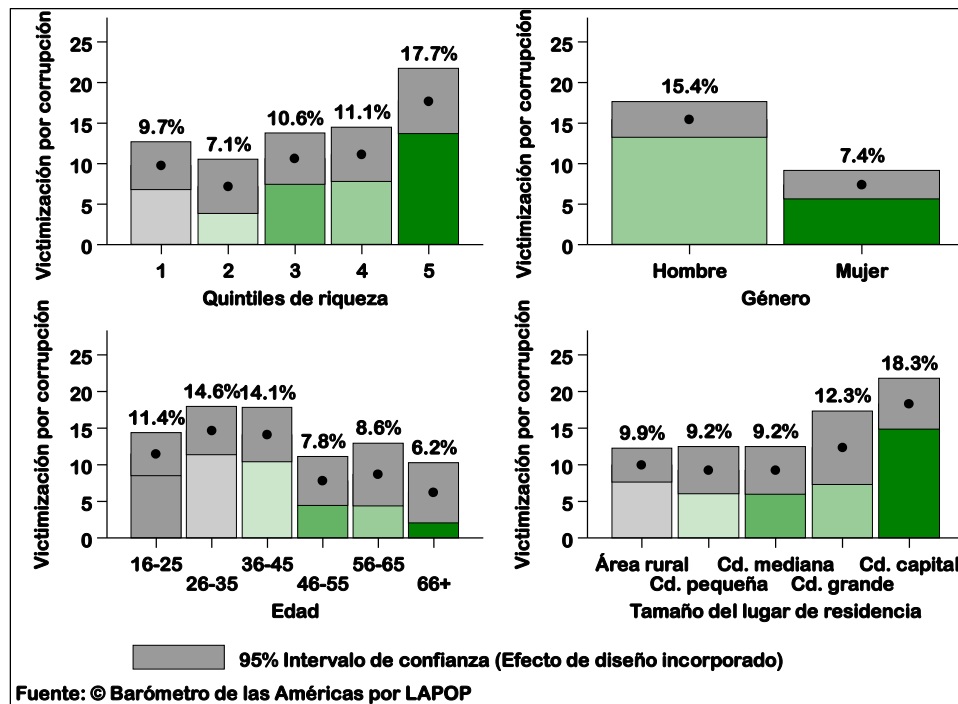 Victimización por corrupción
25
20
15
10
5
0
9.7%
7.1%
10.6%
11.1%
17.7%
1 2 3 4 5
Quintiles de riqueza
Victimización por corrupción
25
20
15
10
5
0
15.4%
7.4%
Hombre Mujer
Género
Victimización por corrupción
25
20
15
10
5
0
11.4%
14.6%
14.1%
7.8%
8.6%
6.2%
16-25 36-45 56-65
26-35 46-55 66+
Edad
Victimización por corrupción
25
20
15
10
5
0
9.9%
9.2%
9.2%
12.3%
18.3%
Área rural Cd. mediana Cd. capital
Cd. pequeña Cd. grande
Tamaño del lugar de residencia
95% Intervalo de confianza (Efecto de diseño incorporado)
Fuente: © Barómetro de las Américas por LAPOP